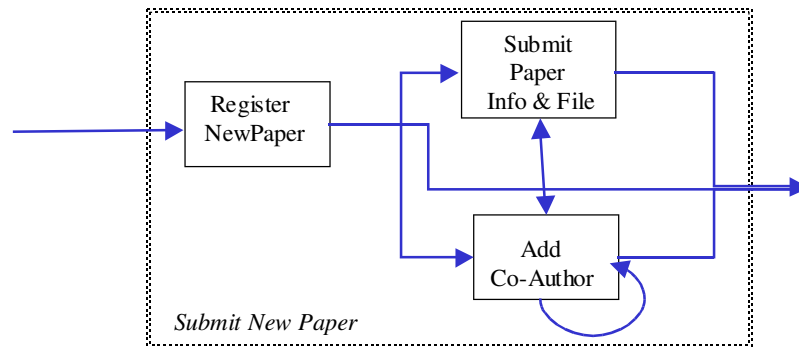 Register
NewPaper
Submit
Paper
Info & File
Add
Co-Author
Submit New Paper